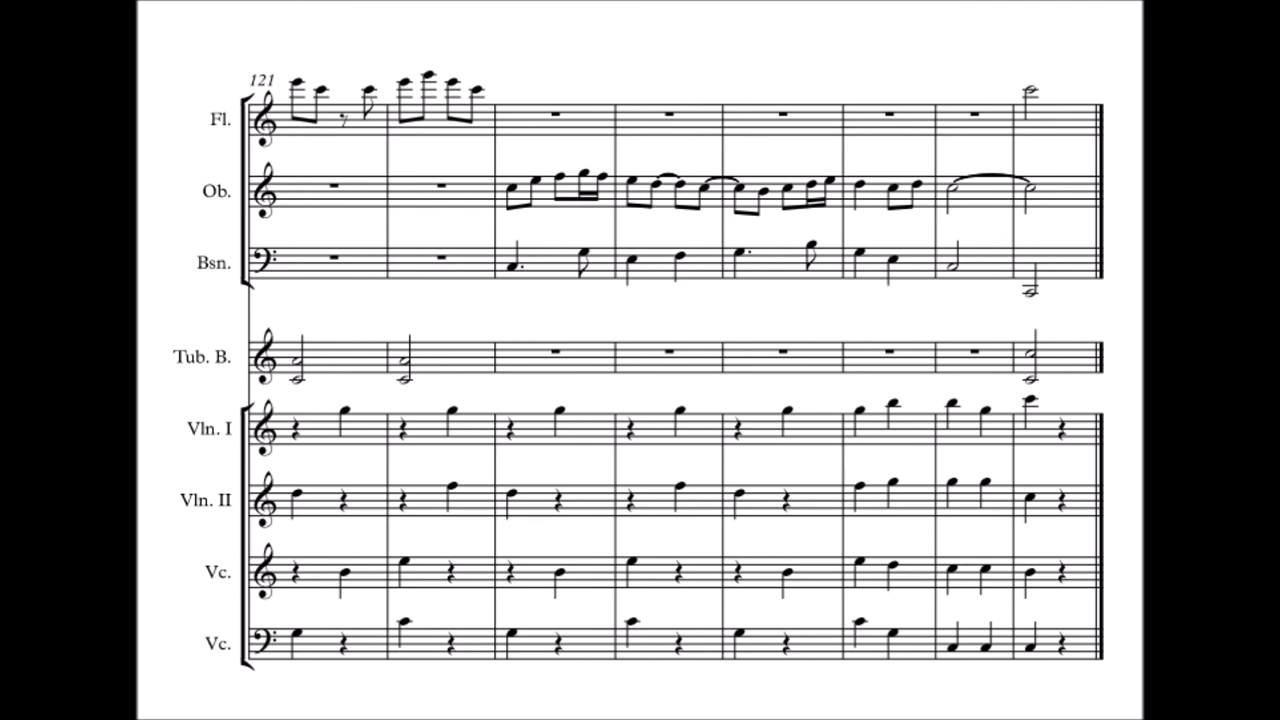 121
Fl.
Ob.
Bsn.
Tub. B.
Vln. I
Vln. II
Vc.
Vc.